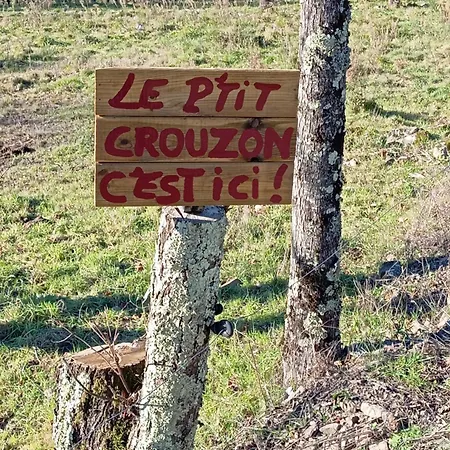 LE P'TIT
CROUZON
C'EST ICI !